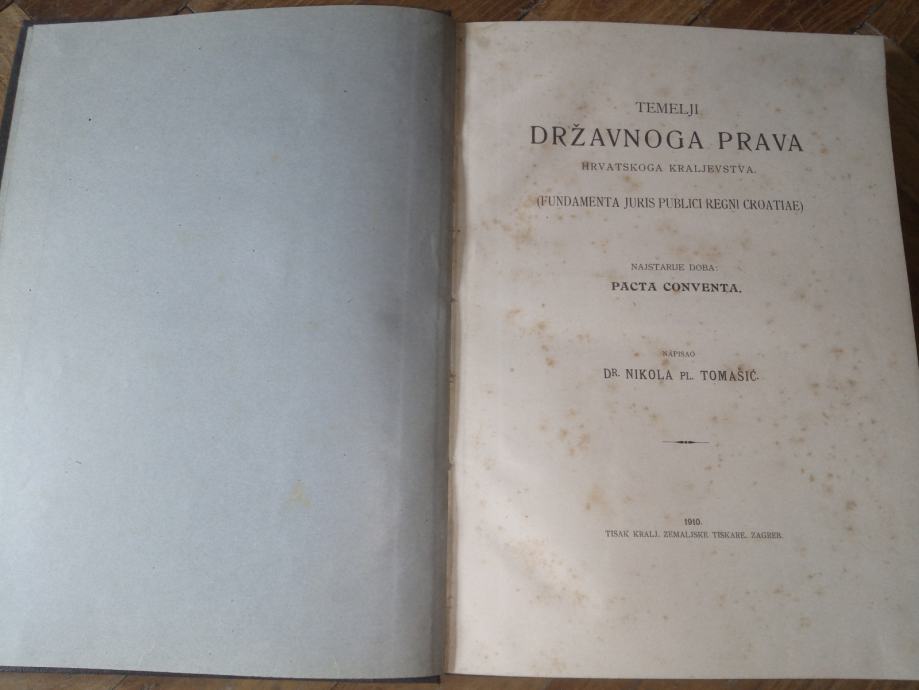 TEMELJI
DRŽAVNOGA PRAVA
HRVATSKOGA KRALJEVSTVA.
(FUNDAMENTA JURIS PUBLICI REGNI CROATIAE)
NAJSTARIJE DOBA:
PACTA CONVENTA.
NAPISAO
DR. NIKOLA PL. TOMAŠIĆ.
1910.
TISAK KRALJ. ZEMALJSKE TISKARE. ZAGREB.